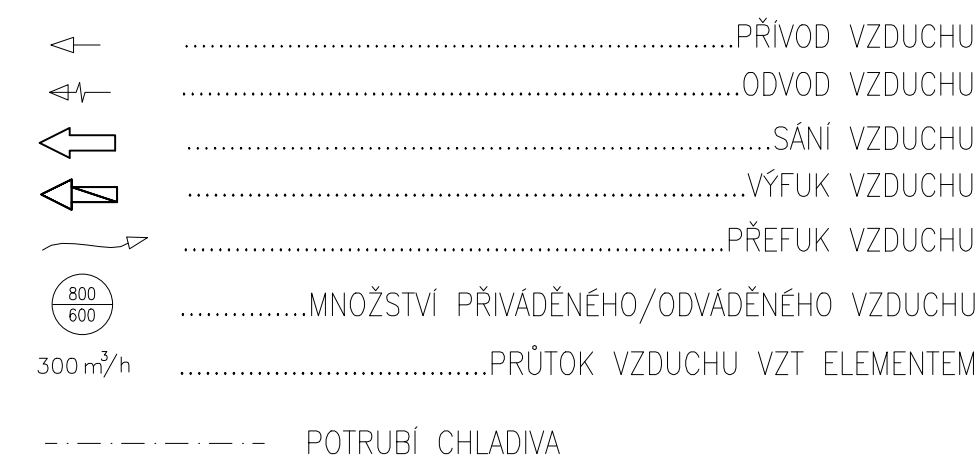 ..................................................................PŘÍVOD VZDUCHU
...................................................................ODVOD VZDUCHU
......................................................................SÁNÍ VZDUCHU
...................................................................VÝFUK VZDUCHU
.................................................................PŘEFUK VZDUCHU
800
600 ...............MNOŽSTVÍ PŘIVÁDĚNÉHO/ODVÁDĚNÉHO VZDUCHU
300 m³/h .....................................PRŮTOK VZDUCHU VZT ELEMENTEM
POTRUBÍ CHLADIVA